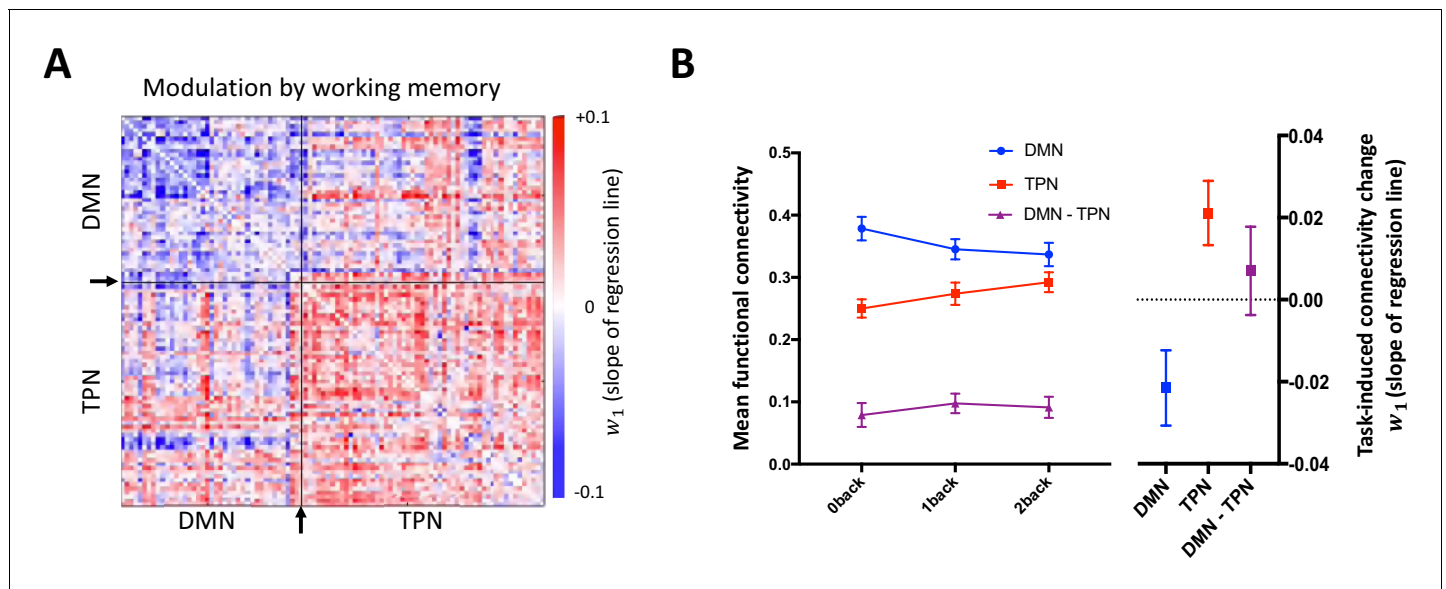 A
Modulation by working memory
DMN
TPN
DMN
TPN
+0.1
0
-0.1
w1 (slope of regression line)
B
Mean functional connectivity
0.5
0.4
0.3
0.2
0.1
0.0
0back
1back
2back
DMN
TPN
DMN - TPN
0.04
0.02
0.00
-0.02
-0.04
DMN
TPN
DMN - TPN
Task-induced connectivity change
w1 (slope of regression line)